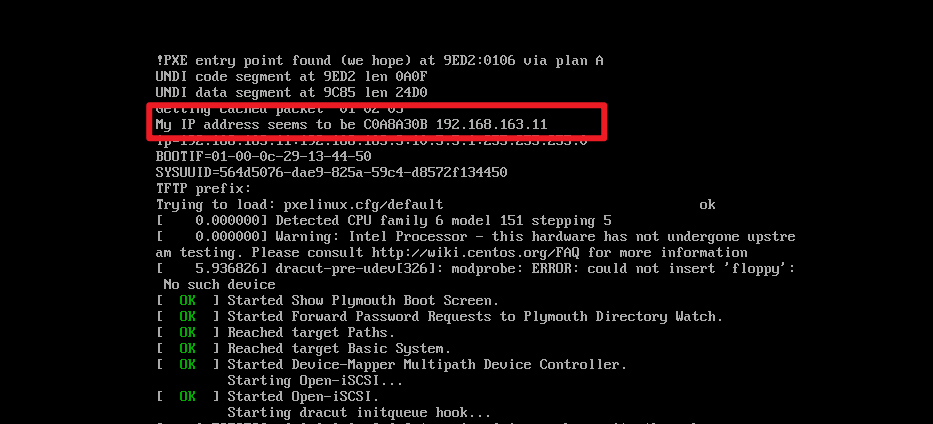 !PXE entry point found (we hope) at 9ED2:0106 via plan A
UNDI code segment at 9ED2 len 0A0F
UNDI data segment at 9C85 len 24D0
Getting cached packet 01 02 03
My IP address seems to be C0A8A30B 192.168.163.11
BOOTIF=01-00-0c-29-13-44-50
SYSUUID=564d5076-dae9-825a-59c4-d8572f134450
TFTP prefix:
Trying to load: pxelinux.cfg/default ok
[ 0.000000] Detected CPU family 6 model 151 stepping 5
[ 0.000000] Warning: Intel Processor - this hardware has not undergone upstre
am testing. Please consult http://wiki.centos.org/FAQ for more information
[ 5.936826] dracut-pre-udev[326]: modprobe: ERROR: could not insert 'floppy':
No such device
[ OK ] Started Show Plymouth Boot Screen.
[ OK ] Started Forward Password Requests to Plymouth Directory Watch.
[ OK ] Reached target Paths.
[ OK ] Reached target Basic System.
[ OK ] Started Device-Mapper Multipath Device Controller.
Starting Open-iSCSI...
[ OK ] Started Open-iSCSI.
Starting dracut initqueue hook...